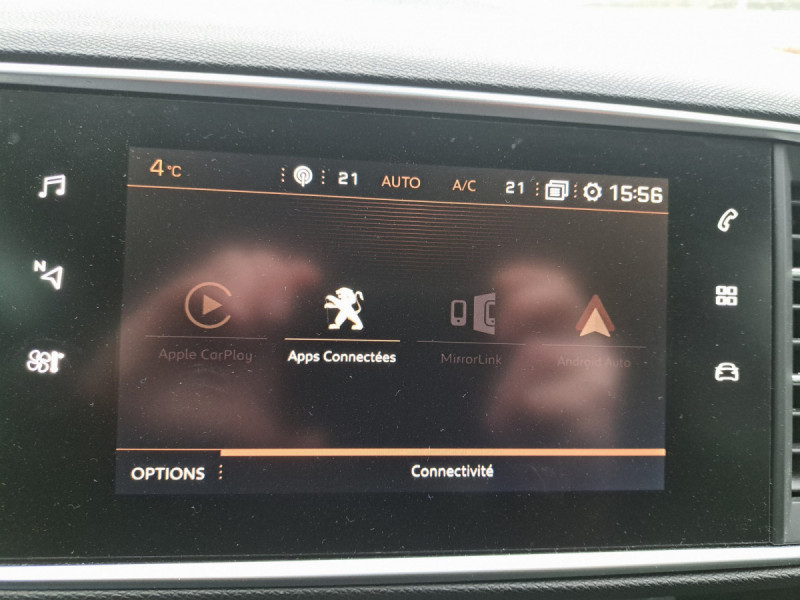 4°C 21 AUTO A/C 21 15:56
N
Apple CarPlay Apps Connectées MirrorLink Android Auto
OPTIONS Connectivité